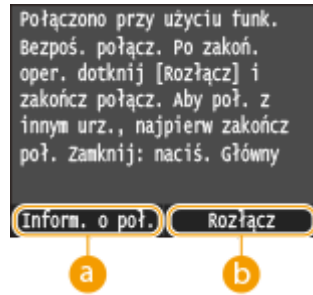 Połączono przy użyciu funk.
Bezpoś. połącz. Po zakoń.
oper. dotknij [Rozłącz] i
zakończ połącz. Aby poł. z
innym urz., najpierw zakończ
poł. Zamknij: naciś. Główny
Inform. o poł. Rozłącz
a b